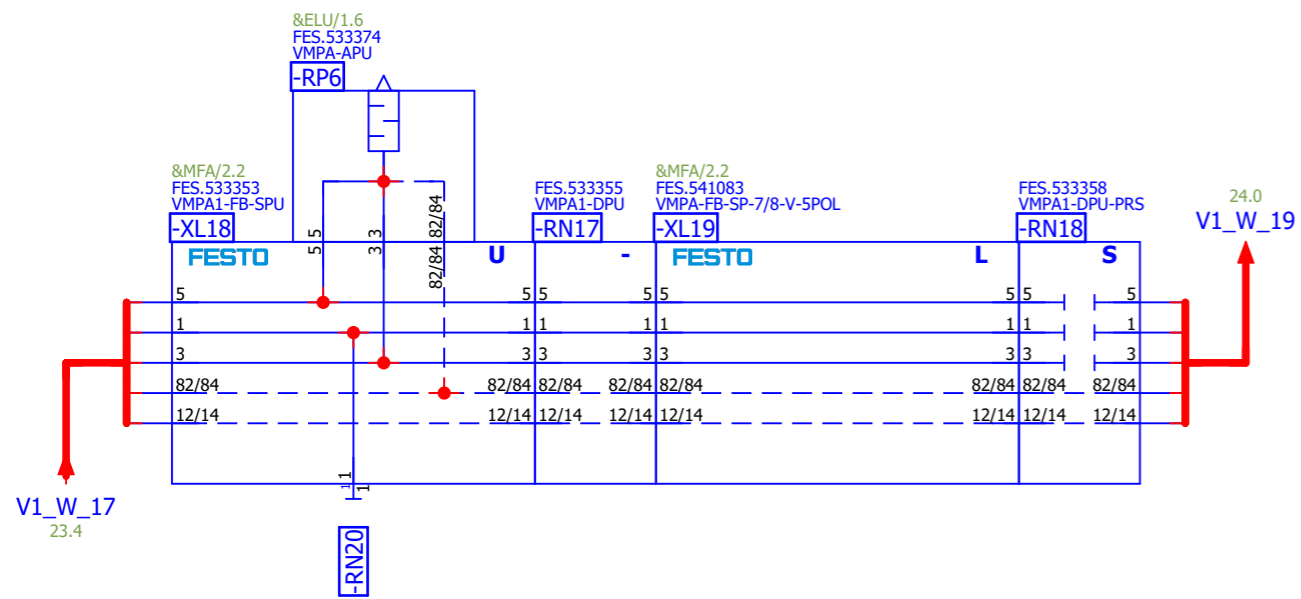 &ELU/1.6
FES.533374
VMPA-APU
-RP6
&MFA/2.2
FES.533353
VMPA1-FB-SPU
-XL18
FES.533355
VMPA1-DPU
-RN17
&MFA/2.2
FES.541083
VMPA-FB-SP-7/8-V-5POL
-XL19
FES.533358
VMPA1-DPU-PRS
-RN18
24.0
V1_W_19
5 3 82/84
5 3 82/84
FESTO U - FESTO L S
5 5 5 5 5 5 5 5
1 1 1 1 1 1 1 1
3 3 3 3 3 3 3 3
82/84 82/84 82/84 82/84 82/84 82/84 82/84 82/84
12/14 12/14 12/14 12/14 12/14 12/14 12/14 12/14
1
1 1
V1_W_17
23.4
-RN20